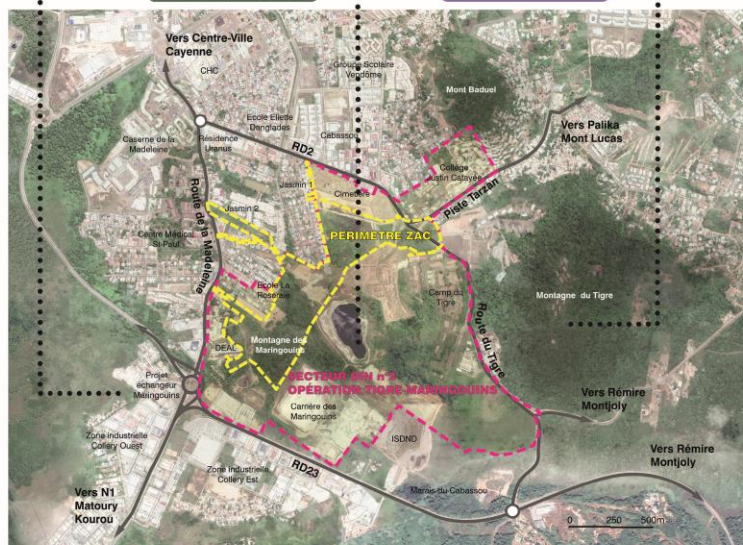 Vers Centre-Ville
Cayenne
CHC
Groupe Scolaire
Vendôme
Mont Baduel
Ecole Eliette
Danglades
Cabassou
Caserne de la
Madeleine
Résidence
Uranus
RD2
Vers Palika
Mont Lucas
Collège
Justin Catayée
Jasmin 1
Cimetière
Piste Tarzan
Route de la Madeleine
Jasmin 2
Centre Médical
St-Paul
PERIMETRE ZAC
Ecole La
Roseraie
Camp du
Tigre
Route du Tigre
Montagne du Tigre
Montagne des
Maringouins
DEAL
Projet
échangeur
Maringouins
SECTEUR OIN n°3
OPÉRATION TIGRE-MARINGOUINS
Carrière des
Maringouins
ISDND
Vers Rémire
Montjoly
Zone Industrielle
Collery Ouest
Zone Industrielle
Collery Est
RD23
Vers Rémire
Montjoly
Marais du Cabassou
Vers N1
Matoury
Kourou
0 250 500m